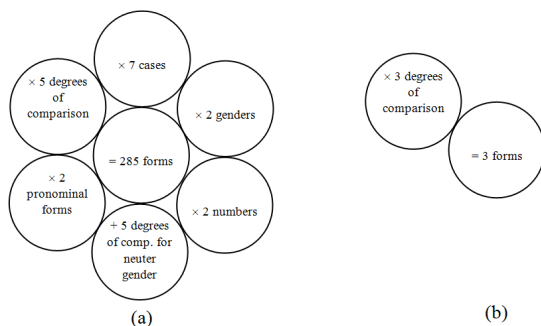 × 7 cases
× 5 degrees
of
comparison
× 2 genders
= 285 forms
× 2
pronominal
forms
× 2 numbers
+ 5 degrees
of comp. for
neuter
gender
(a)
× 3 degrees
of
comparison
= 3 forms
(b)